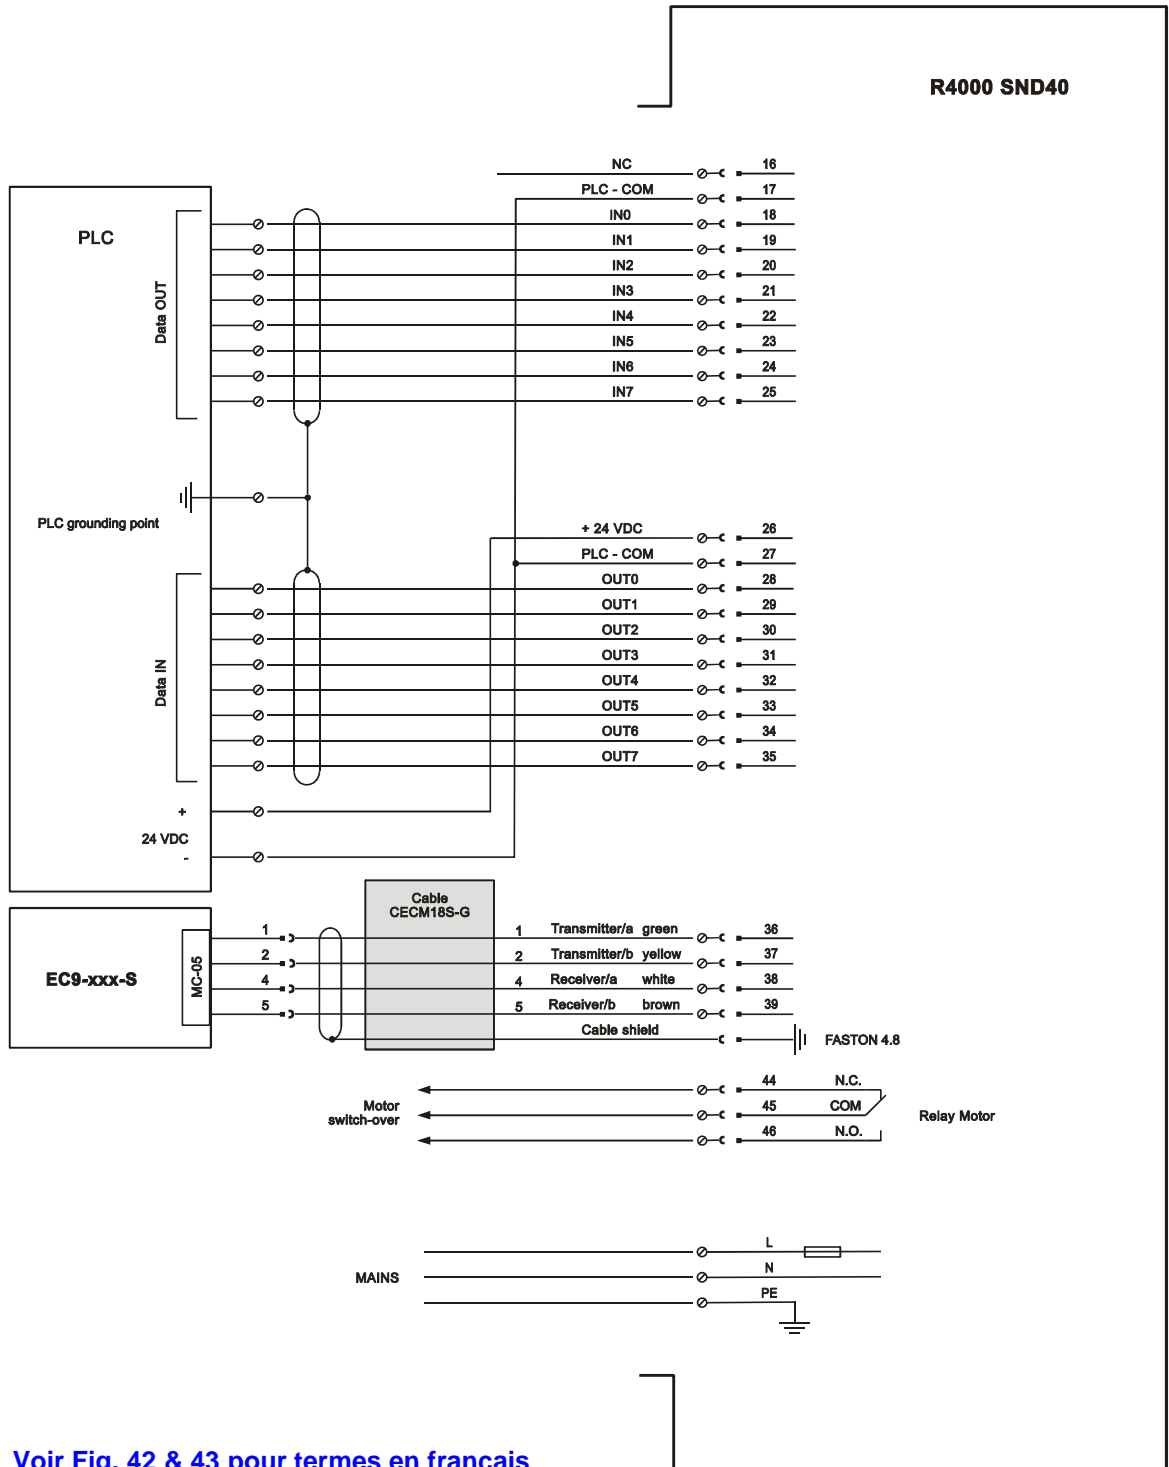 R4000 SND40
NC 16
PLC - COM 17
PLC
Data OUT
IN0 18
IN1 19
IN2 20
IN3 21
IN4 22
IN5 23
IN6 24
IN7 25
PLC grounding point
+ 24 VDC 26
PLC - COM 27
Data IN
OUT0 28
OUT1 29
OUT2 30
OUT3 31
OUT4 32
OUT5 33
OUT6 34
OUT7 35
+
24 VDC
-
Cable
CECM18S-G
EC9-xxx-S
MC-05
1 1 Transmitter/a green 36
2 2 Transmitter/b yellow 37
4 4 Receiver/a white 38
5 5 Receiver/b brown 39
Cable shield FASTON 4.8
44 N.C.
Motor
switch-over
45 COM
Relay Motor
46 N.O.
L
MAINS
N
PE
Voir Fig. 42 & 43 pour termes en français